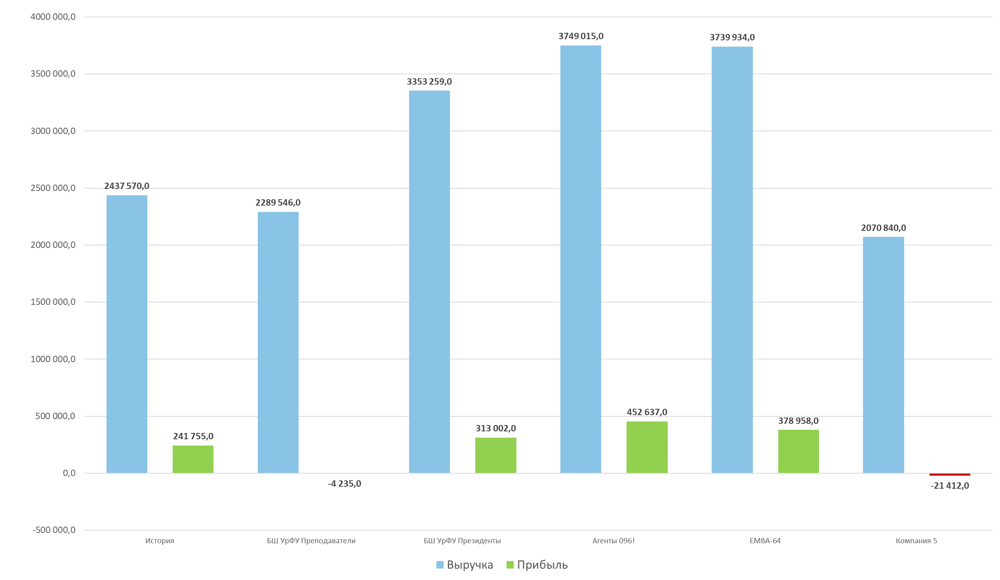 4000 000,0
3500 000,0
3000 000,0
2500 000,0
2000 000,0
1500 000,0
1000 000,0
500 000,0
0,0
-500 000,0
2437 570,0
241 755,0
2289 546,0
-4 235,0
3353 259,0
313 002,0
3749 015,0
452 637,0
3739 934,0
378 958,0
2070 840,0
-21 412,0
История
БШ УрФУ Преподаватели
БШ УрФУ Президенты
Агенты 096!
EMBA-64
Компания 5
Выручка
Прибыль